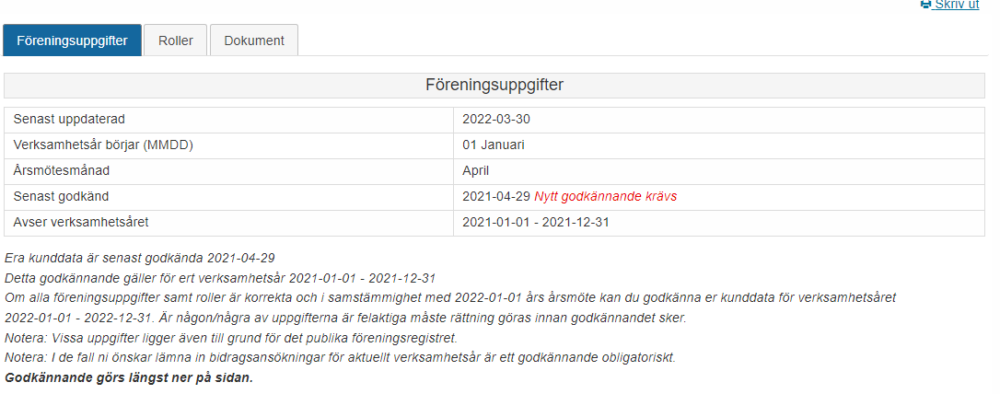 Skriv ut
Föreningsuppgifter
Roller
Dokument
Föreningsuppgifter
Senast uppdaterad 2022-03-30
Verksamhetsår börjar (MMDD) 01 Januari
Årsmötesmånad April
Senast godkänd 2021-04-29 Nytt godkännande krävs
Avser verksamhetsåret 2021-01-01 - 2021-12-31
Era kunddata är senast godkända 2021-04-29
Detta godkännande gäller för ert verksamhetsår 2021-01-01 - 2021-12-31
Om alla föreningsuppgifter samt roller är korrekta och i samstämmighet med 2022-01-01 års årsmöte kan du godkänna er kunddata för verksamhetsåret
2022-01-01 - 2022-12-31. Är någon/några av uppgifterna är felaktiga måste rättning göras innan godkännandet sker.
Notera: Vissa uppgifter ligger även till grund för det publika föreningsregistret.
Notera: I de fall ni önskar lämna in bidragsansökningar för aktuellt verksamhetsår är ett godkännande obligatoriskt.
Godkännande görs längst ner på sidan.